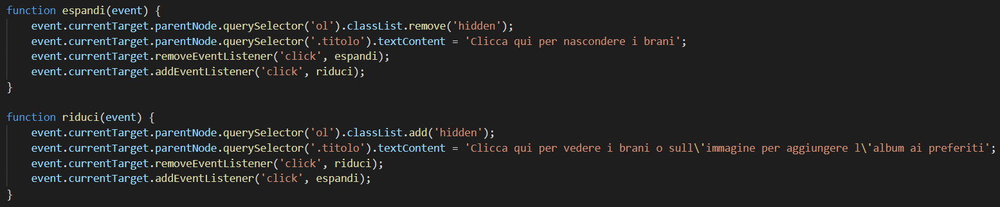 function espandi(event) {
    event.currentTarget.parentNode.querySelector('ol').classList.remove('hidden');
    event.currentTarget.parentNode.querySelector('.titolo').textContent = 'Clicca qui per nascondere i brani';
    event.currentTarget.removeEventListener('click', espandi);
    event.currentTarget.addEventListener('click', riduci);
}

function riduci(event) {
    event.currentTarget.parentNode.querySelector('ol').classList.add('hidden');
    event.currentTarget.parentNode.querySelector('.titolo').textContent = 'Clicca qui per vedere i brani o sull\'immagine per aggiungere l\'album ai preferiti';
    event.currentTarget.removeEventListener('click', riduci);
    event.currentTarget.addEventListener('click', espandi);
}